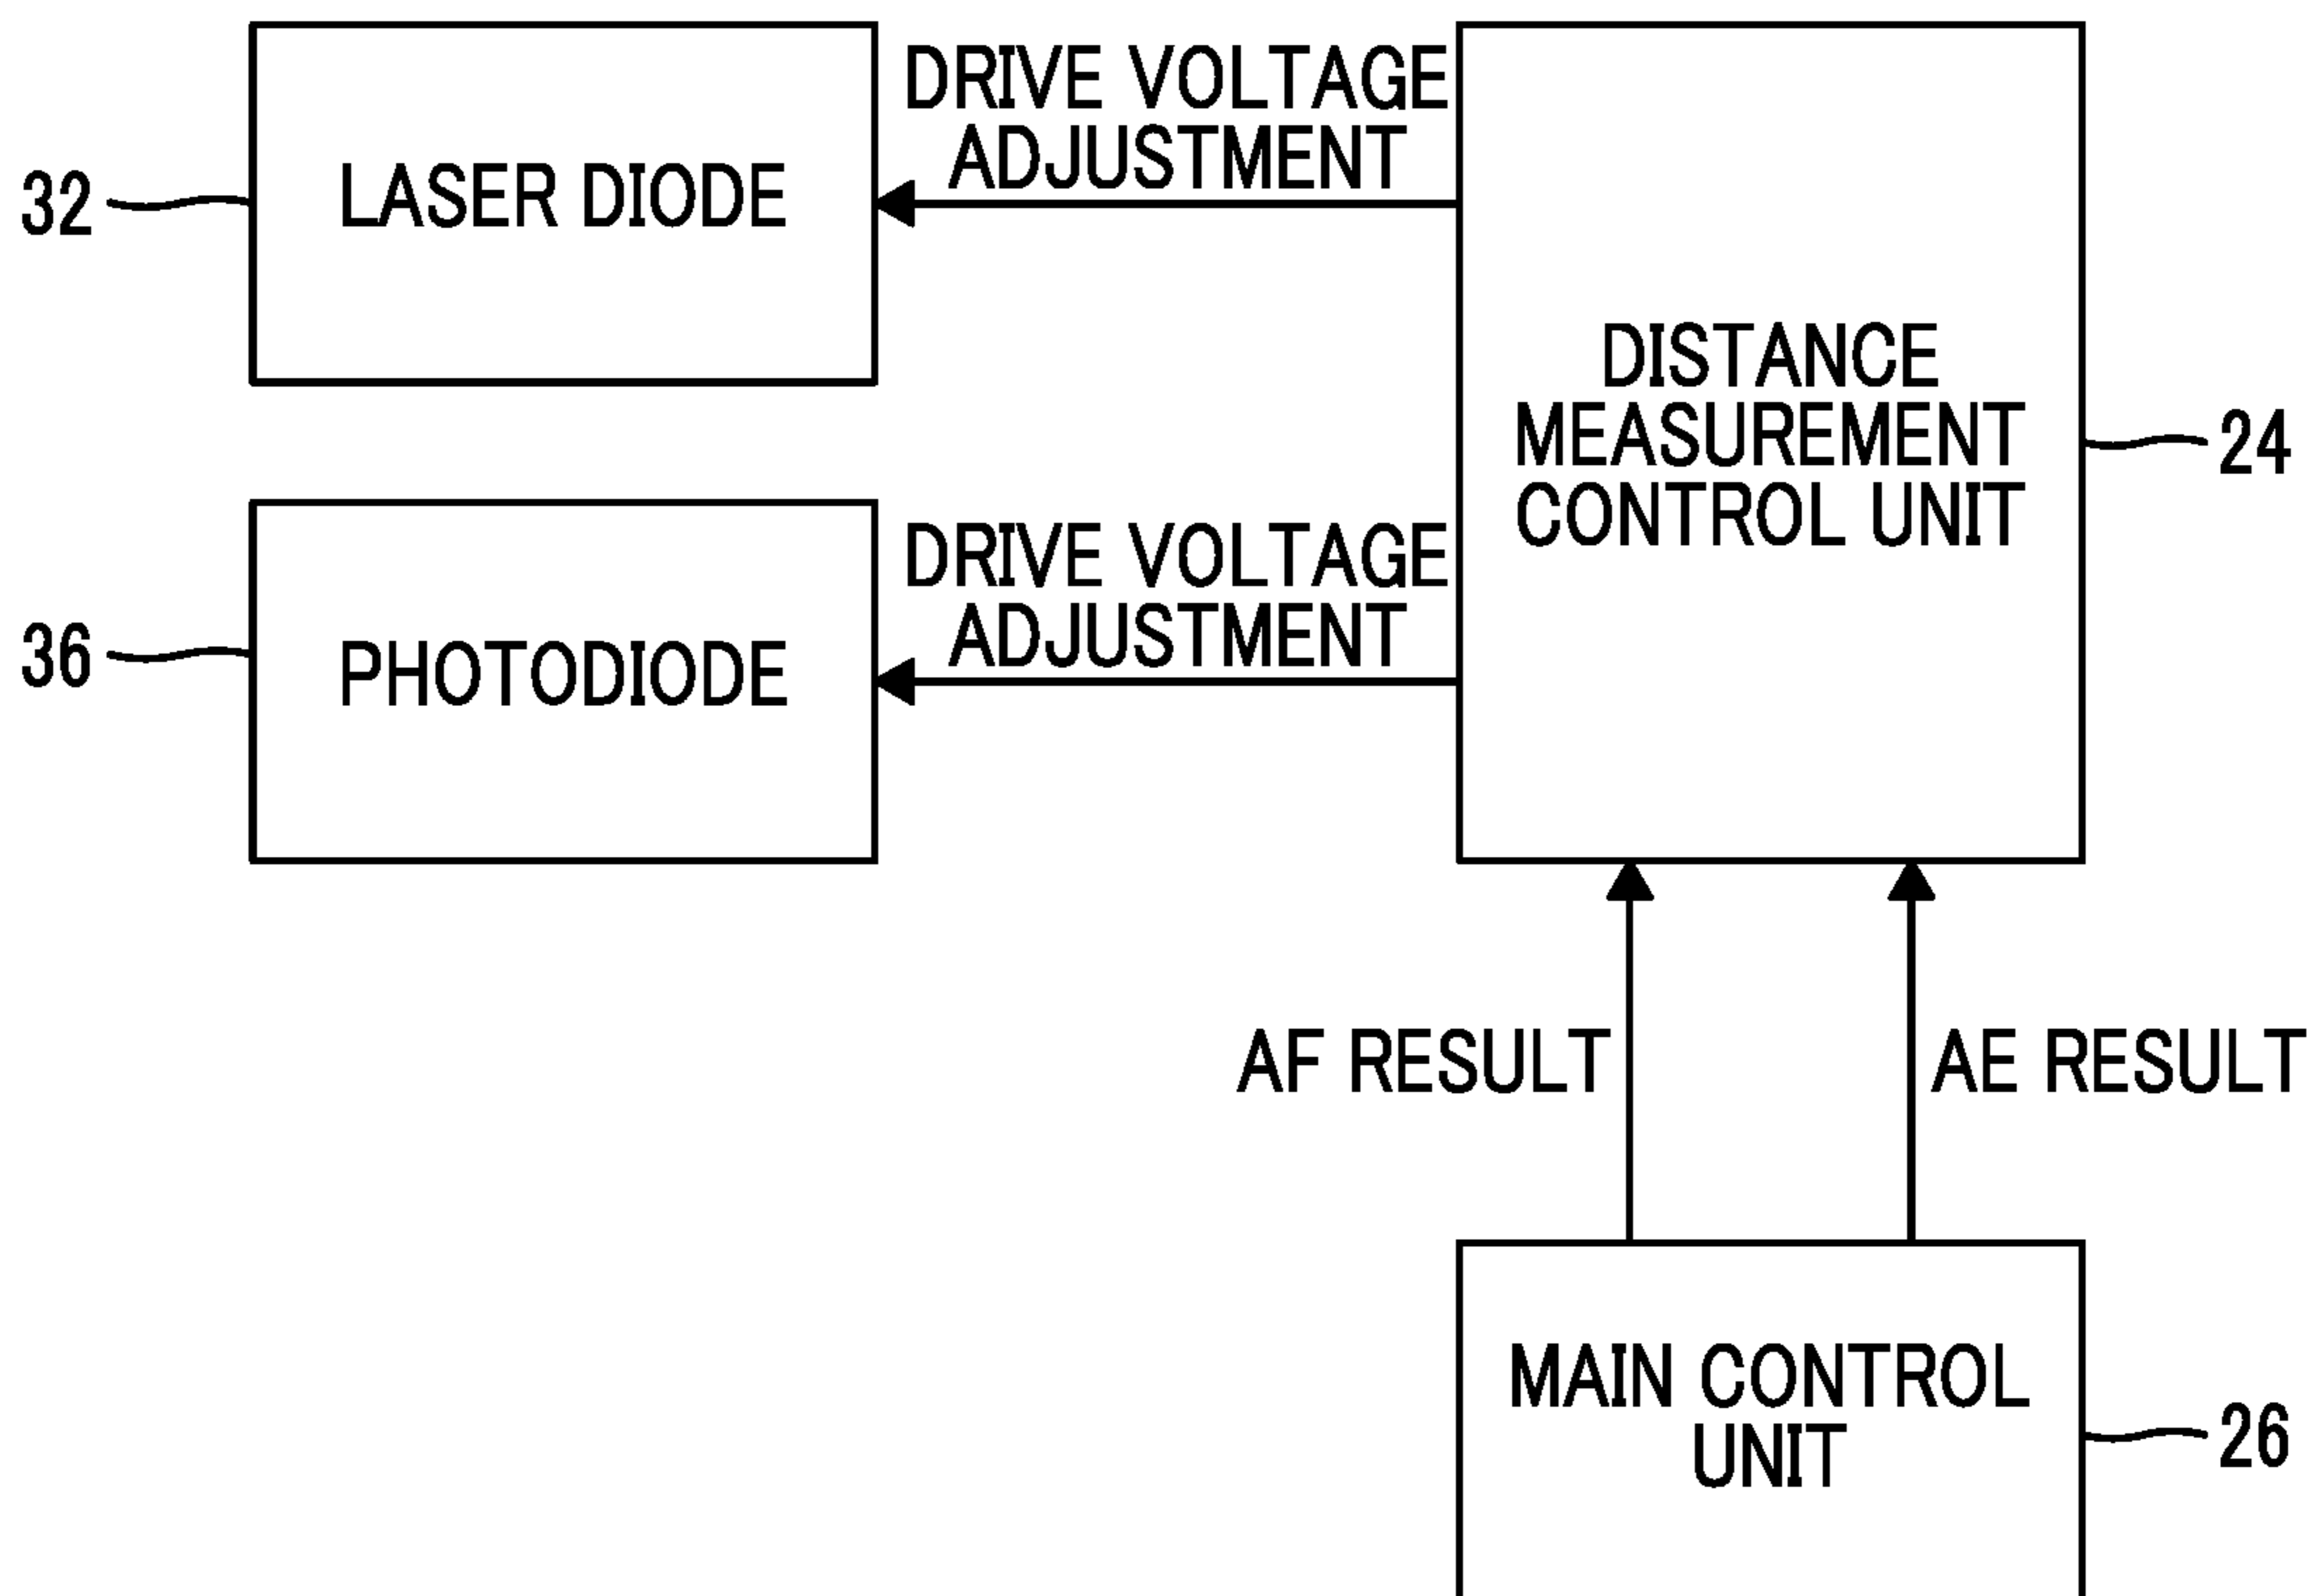 DRIVE VOLTAGE
ADJUSTMENT
32
LASER DIODE
DISTANCE
MEASUREMENT
CONTROL UNIT
24
DRIVE VOLTAGE
ADJUSTMENT
36
PHOTODIODE
AF RESULT
AE RESULT
MAIN CONTROL
UNIT
26